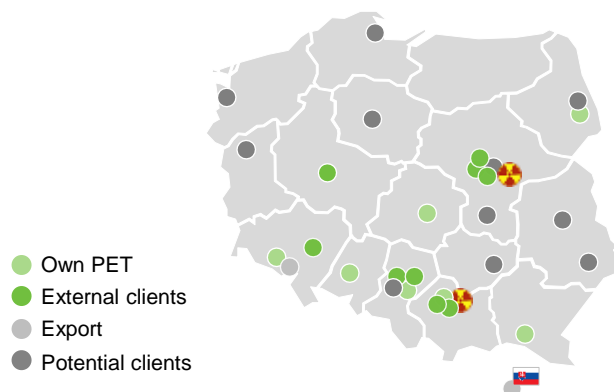 Own PET
External clients
Export
Potential clients